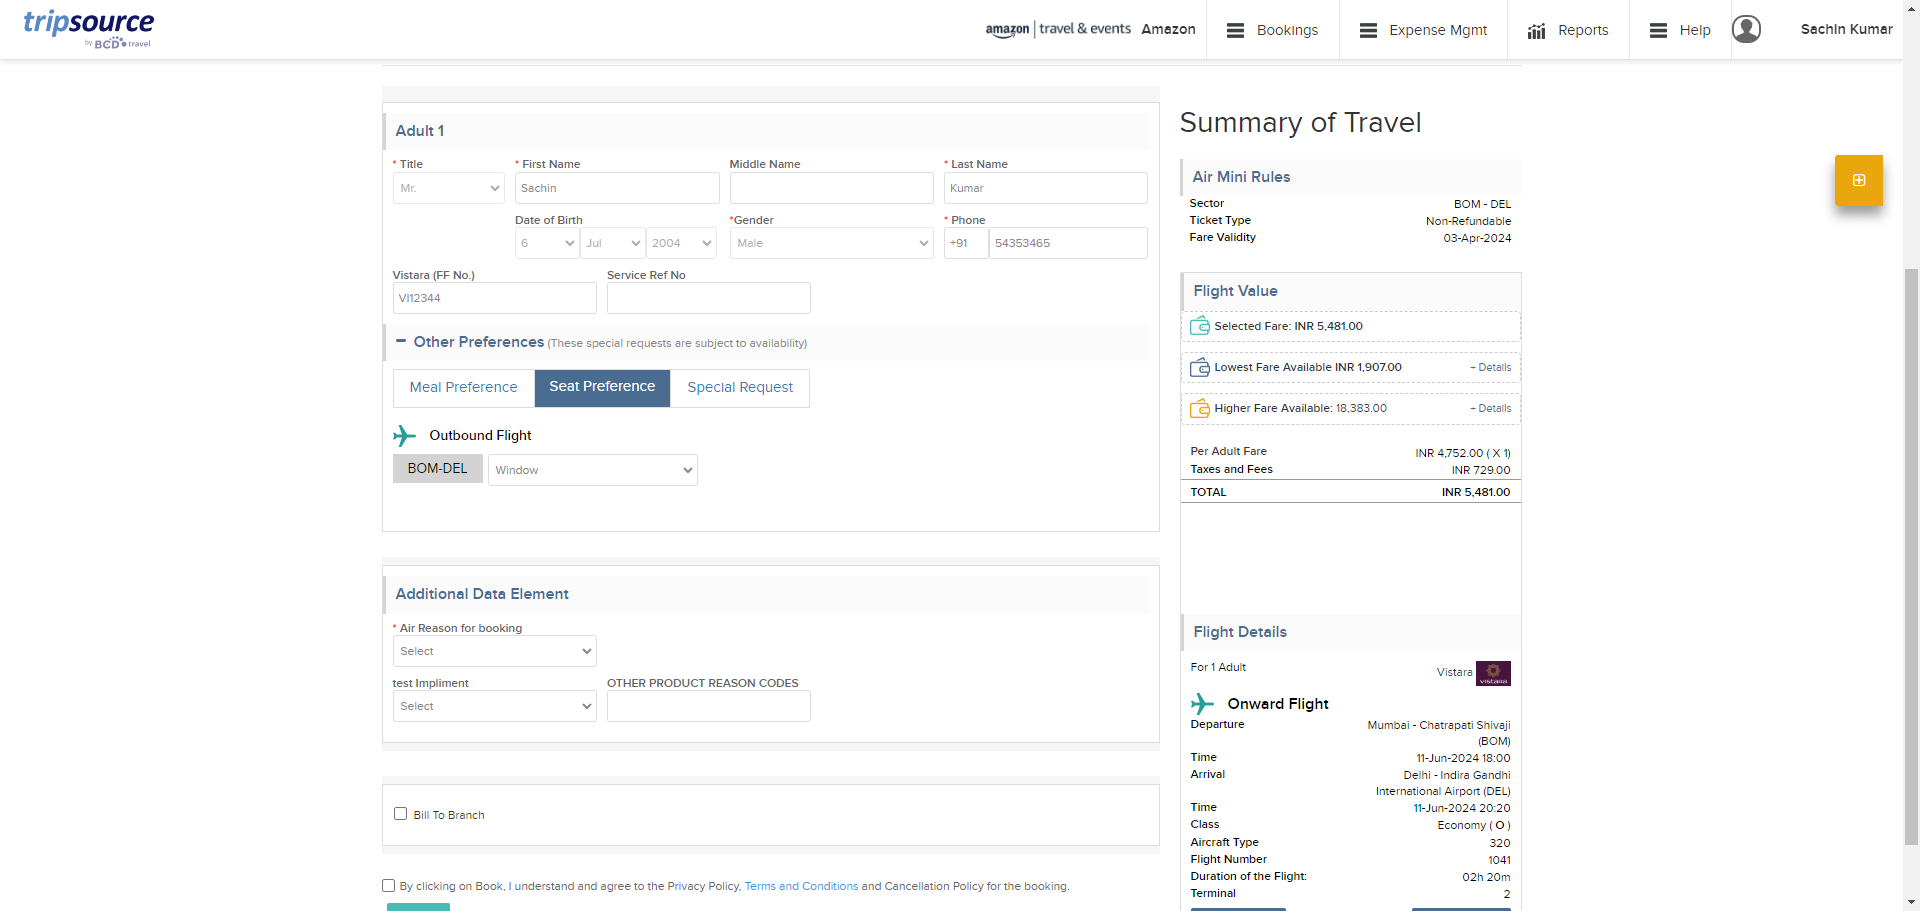 tripsource
by BCD travel
amazon | travel & events Amazon
Bookings
Expense Mgmt
Reports
Help
Sachin Kumar
Adult 1
* Title
* First Name
Middle Name
* Last Name
Mr.
Sachin
Kumar
Date of Birth
*Gender
* Phone
6
Jul
2004
Male
+91
54353465
Vistara (FF No.)
Service Ref No
VI12344
Other Preferences (These special requests are subject to availability)
Meal Preference
Seat Preference
Special Request
Outbound Flight
BOM-DEL
Window
Additional Data Element
* Air Reason for booking
Select
test Impliment
OTHER PRODUCT REASON CODES
Select
Bill To Branch
By clicking on Book, I understand and agree to the Privacy Policy, Terms and Conditions and Cancellation Policy for the booking.
Summary of Travel
Air Mini Rules
Sector BOM - DEL
Ticket Type Non-Refundable
Fare Validity 03-Apr-2024
Flight Value
Selected Fare: INR 5,481.00
Lowest Fare Available INR 1,907.00 + Details
Higher Fare Available: 18,383.00 + Details
Per Adult Fare INR 4,752.00 ( X 1)
Taxes and Fees INR 729.00
TOTAL INR 5,481.00
Flight Details
For 1 Adult Vistara
VISTARA
Onward Flight
Departure Mumbai - Chatrapati Shivaji
(BOM)
Time 11-Jun-2024 18:00
Arrival Delhi - Indira Gandhi
International Airport (DEL)
Time 11-Jun-2024 20:20
Class Economy ( O )
Aircraft Type 320
Flight Number 1041
Duration of the Flight: 02h 20m
Terminal 2